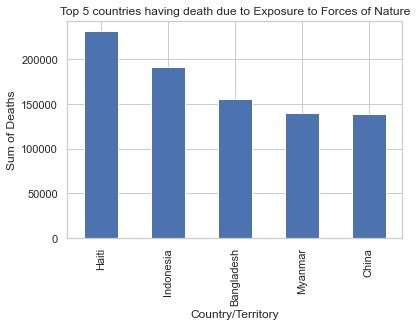 Top 5 countries having death due to Exposure to Forces of Nature
200000
150000
100000
50000
0
Sum of Deaths
Haiti
Indonesia
Bangladesh
Myanmar
China
Country/Territory